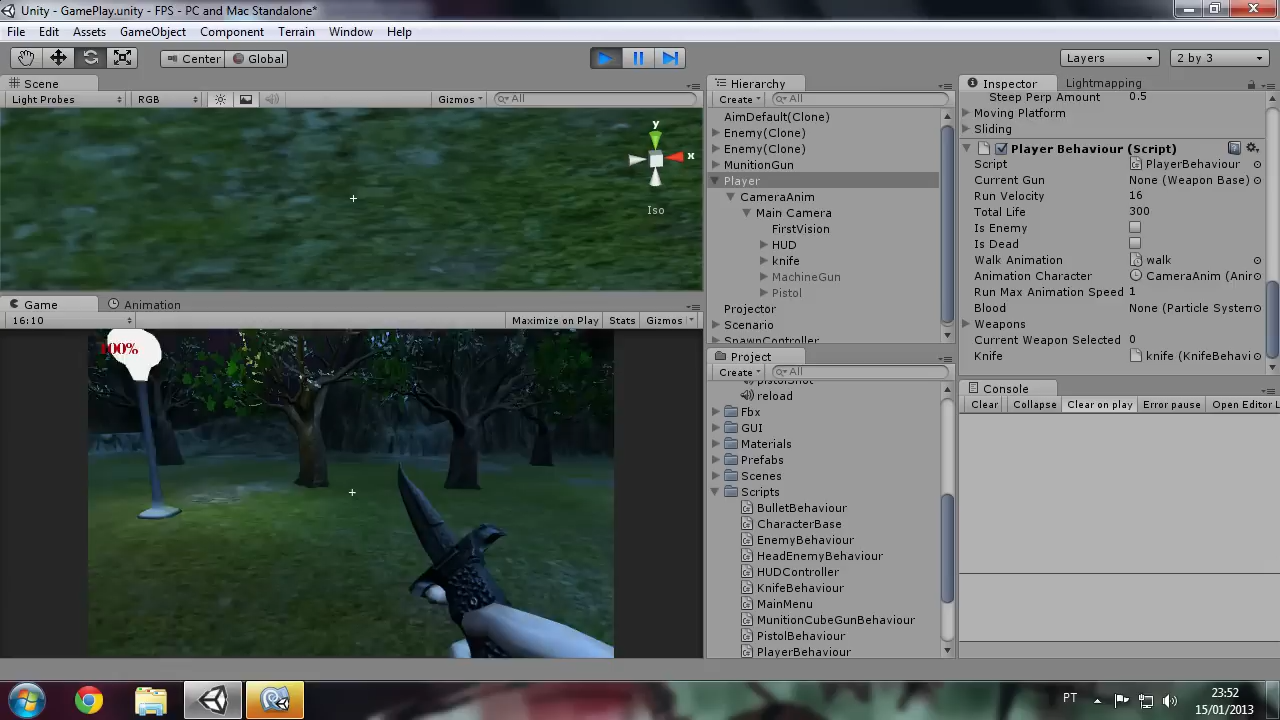 Unity - GamePlay.unity - FPS - PC and Mac Standalone*
File Edit Assets GameObject Component Terrain Window Help
Center Global Layers 2 by 3
Scene
Light Probes RGB Gizmos All
y
x
Iso
Game Animation
16:10 Maximize on Play Stats Gizmos
100%
Hierarchy
Create All
AimDefault(Clone)
Enemy(Clone)
Enemy(Clone)
MunitionGun
Player
CameraAnim
Main Camera
FirstVision
HUD
knife
MachineGun
Pistol
Projector
Scenario
SpawnController
Project
Create All
pistolShot
reload
Fbx
GUI
Materials
Prefabs
Scenes
Scripts
BulletBehaviour
CharacterBase
EnemyBehaviour
HeadEnemyBehaviour
HUDController
KnifeBehaviour
MainMenu
MunitionCubeGunBehaviour
PistolBehaviour
PlayerBehaviour
Inspector Lightmapping
Steep Perp Amount 0.5
Moving Platform
Sliding
Player Behaviour (Script)
Script PlayerBehaviour
Current Gun None (Weapon Base)
Run Velocity 16
Total Life 300
Is Enemy
Is Dead
Walk Animation walk
Animation Character CameraAnim (Anir
Run Max Animation Speed 1
Blood None (Particle System
Weapons
Current Weapon Selected 0
Knife knife (KnifeBehavi
Console
Clear Collapse Clear on play Error pause Open Editor L
PT 23:52
15/01/2013